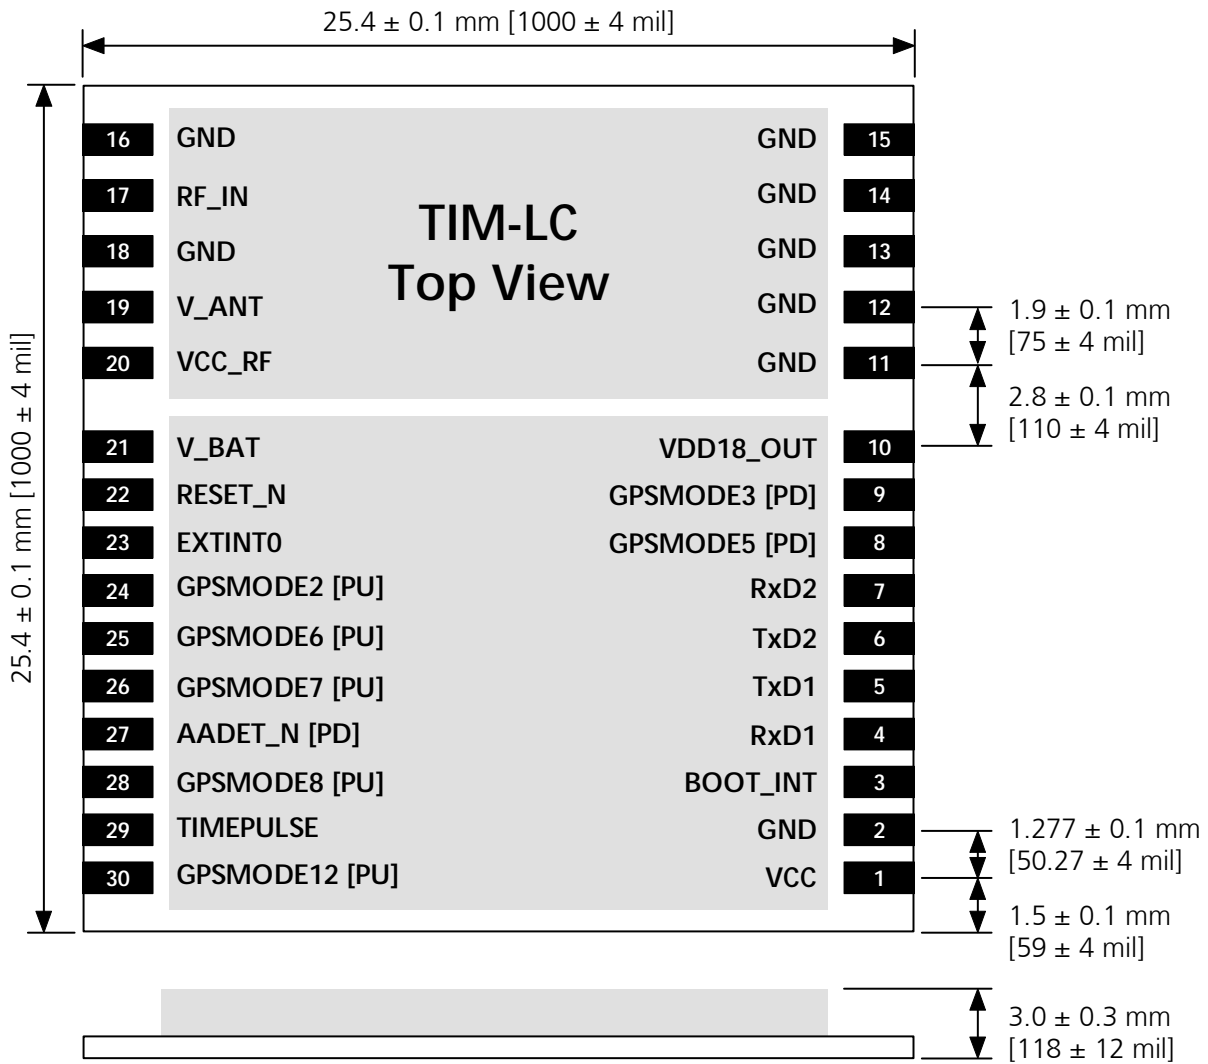 25.4 ± 0.1 mm [1000 ± 4 mil]
25.4 ± 0.1 mm [1000 ± 4 mil]
TIM-LC
Top View
16 GND GND 15
17 RF_IN GND 14
18 GND GND 13
19 V_ANT GND 12
20 VCC_RF GND 11
21 V_BAT VDD18_OUT 10
22 RESET_N GPSMODE3 [PD] 9
23 EXTINT0 GPSMODE5 [PD] 8
24 GPSMODE2 [PU] RxD2 7
25 GPSMODE6 [PU] TxD2 6
26 GPSMODE7 [PU] TxD1 5
27 AADET_N [PD] RxD1 4
28 GPSMODE8 [PU] BOOT_INT 3
29 TIMEPULSE GND 2
30 GPSMODE12 [PU] VCC 1
1.9 ± 0.1 mm
[75 ± 4 mil]
2.8 ± 0.1 mm
[110 ± 4 mil]
1.277 ± 0.1 mm
[50.27 ± 4 mil]
1.5 ± 0.1 mm
[59 ± 4 mil]
3.0 ± 0.3 mm
[118 ± 12 mil]